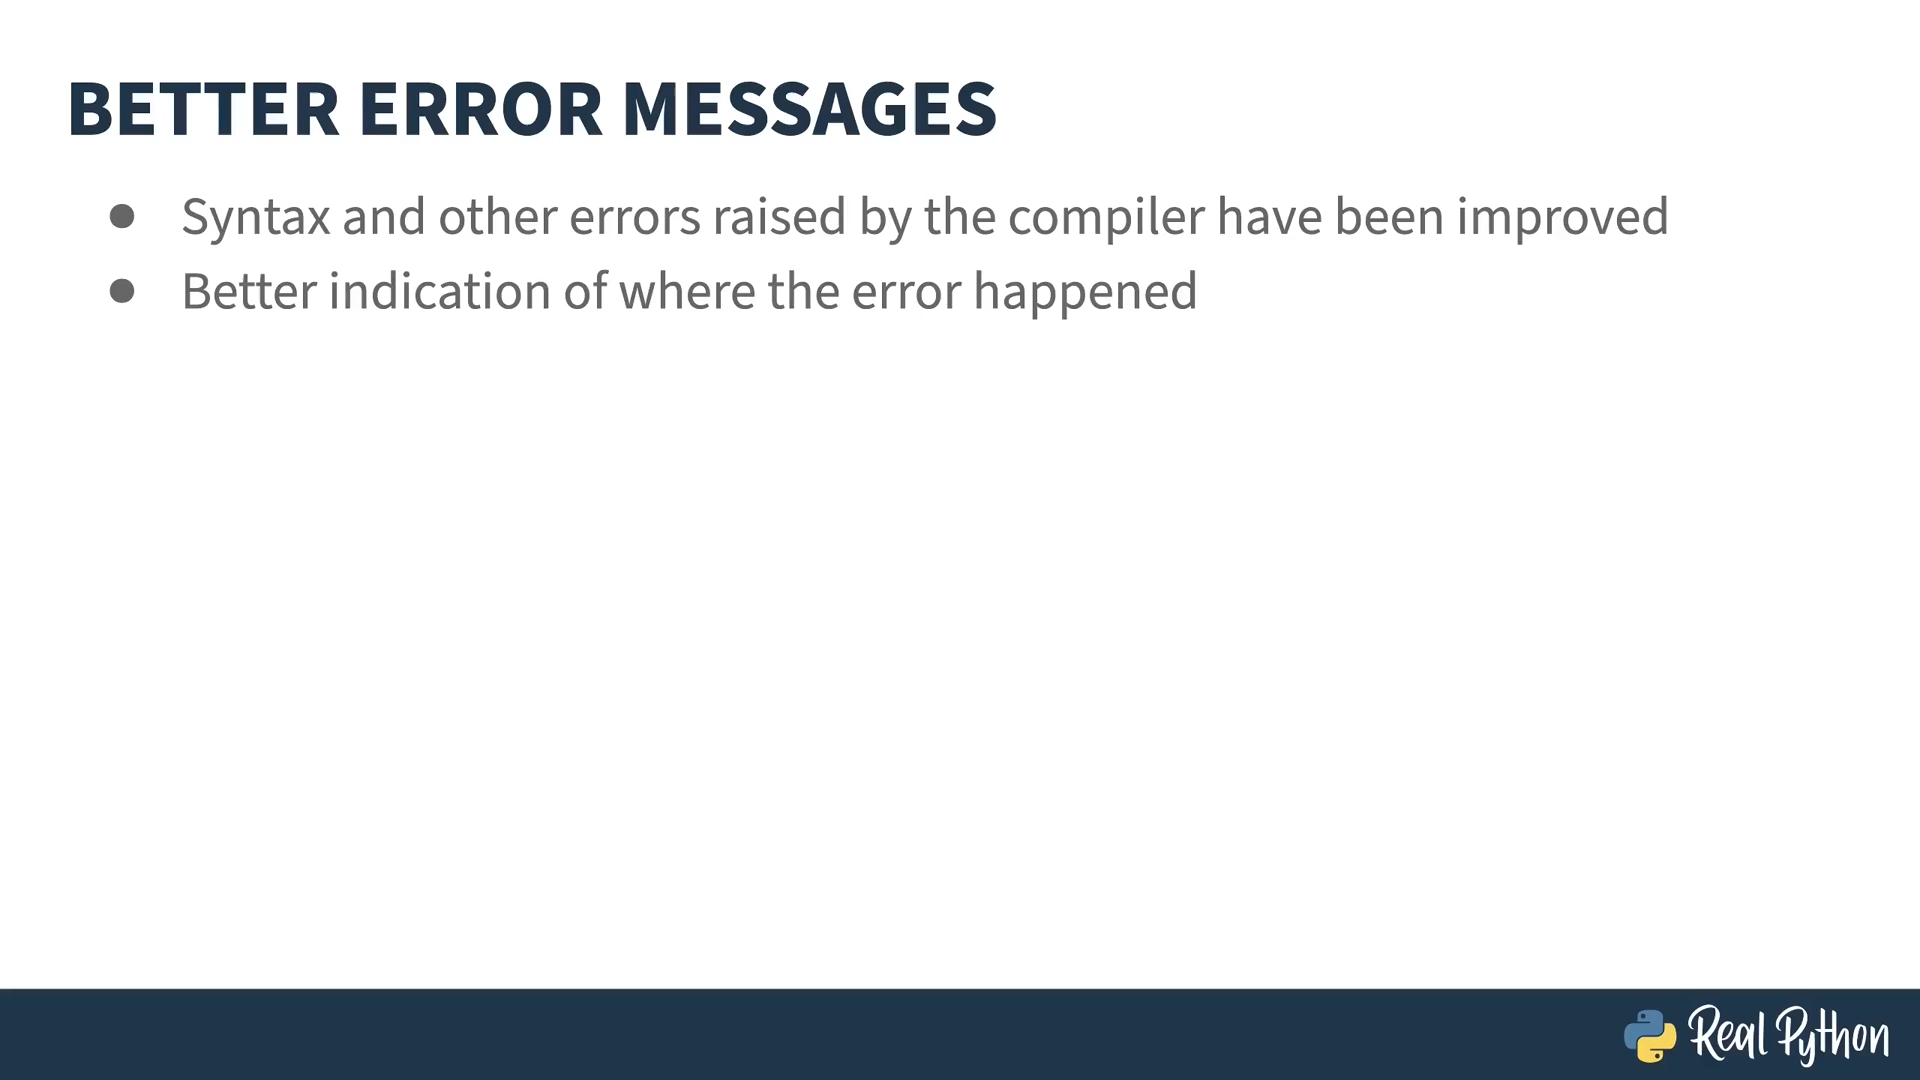 BETTER ERROR MESSAGES
● Syntax and other errors raised by the compiler have been improved
● Better indication of where the error happened
Real Python